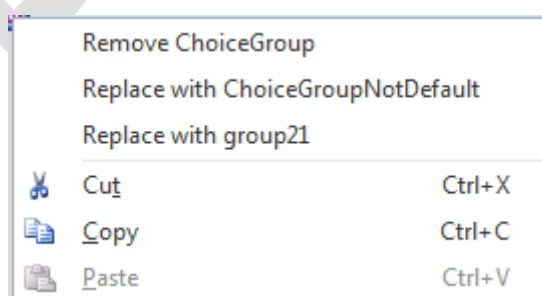 Remove ChoiceGroup
Replace with ChoiceGroupNotDefault
Replace with group21
Cut Ctrl+X
Copy Ctrl+C
Paste Ctrl+V